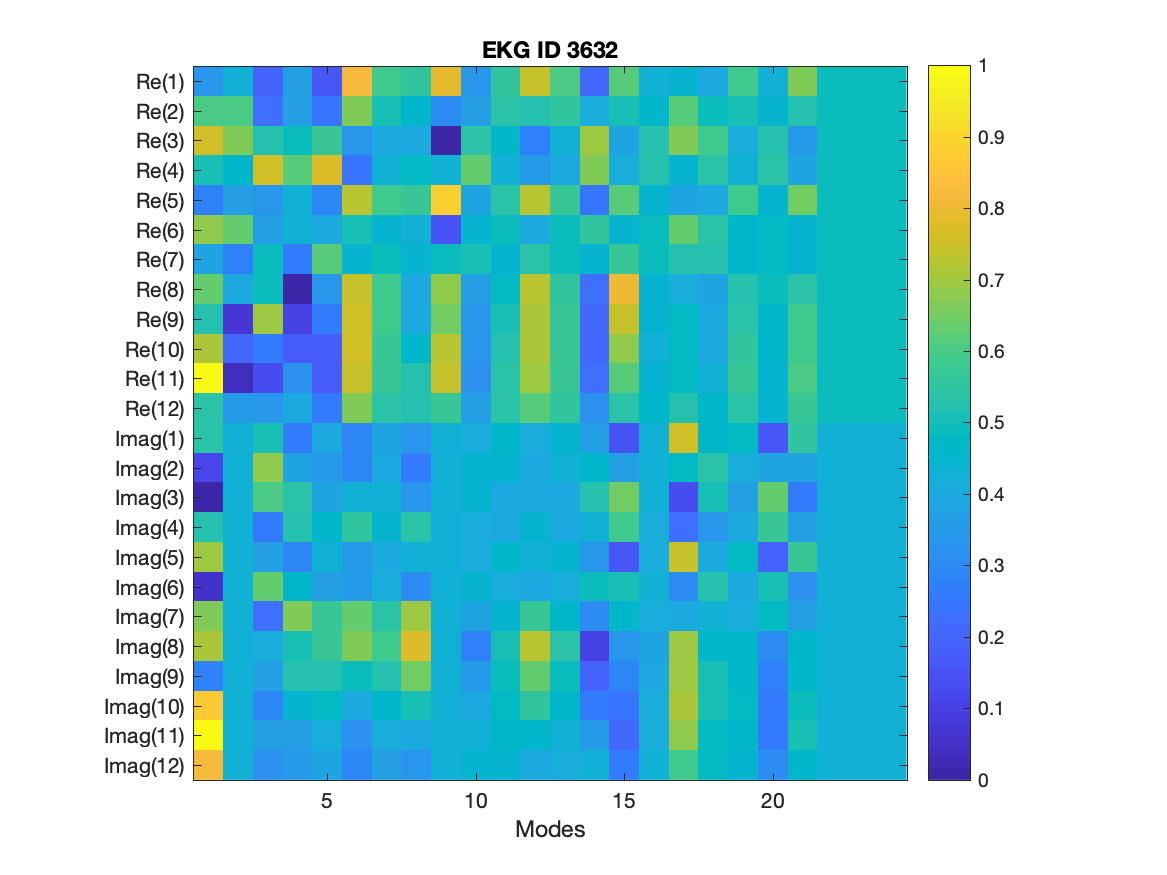 EKG ID 3632
Re(1)
Re(2)
Re(3)
Re(4)
Re(5)
Re(6)
Re(7)
Re(8)
Re(9)
Re(10)
Re(11)
Re(12)
Imag(1)
Imag(2)
Imag(3)
Imag(4)
Imag(5)
Imag(6)
Imag(7)
Imag(8)
Imag(9)
Imag(10)
Imag(11)
Imag(12)
5 10 15 20
Modes
1
0.9
0.8
0.7
0.6
0.5
0.4
0.3
0.2
0.1
0